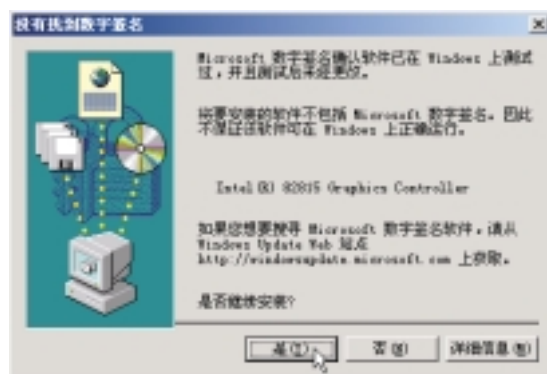 没有找到数字签名
Microsoft 数字签名确认软件已在 Windows 上测试
过，并且测试后未经更改。
将要安装的软件不包括 Microsoft 数字签名。因此
不保证该软件可在 Windows 上正确运行。
Intel(R) 82815 Graphics Controller
如果您想要搜寻 Microsoft 数字签名软件，请从
Windows Update Web 站点
http://windowsupdate.microsoft.com 上获取。
是否继续安装?
是(Y) 否(N) 详细信息(M)